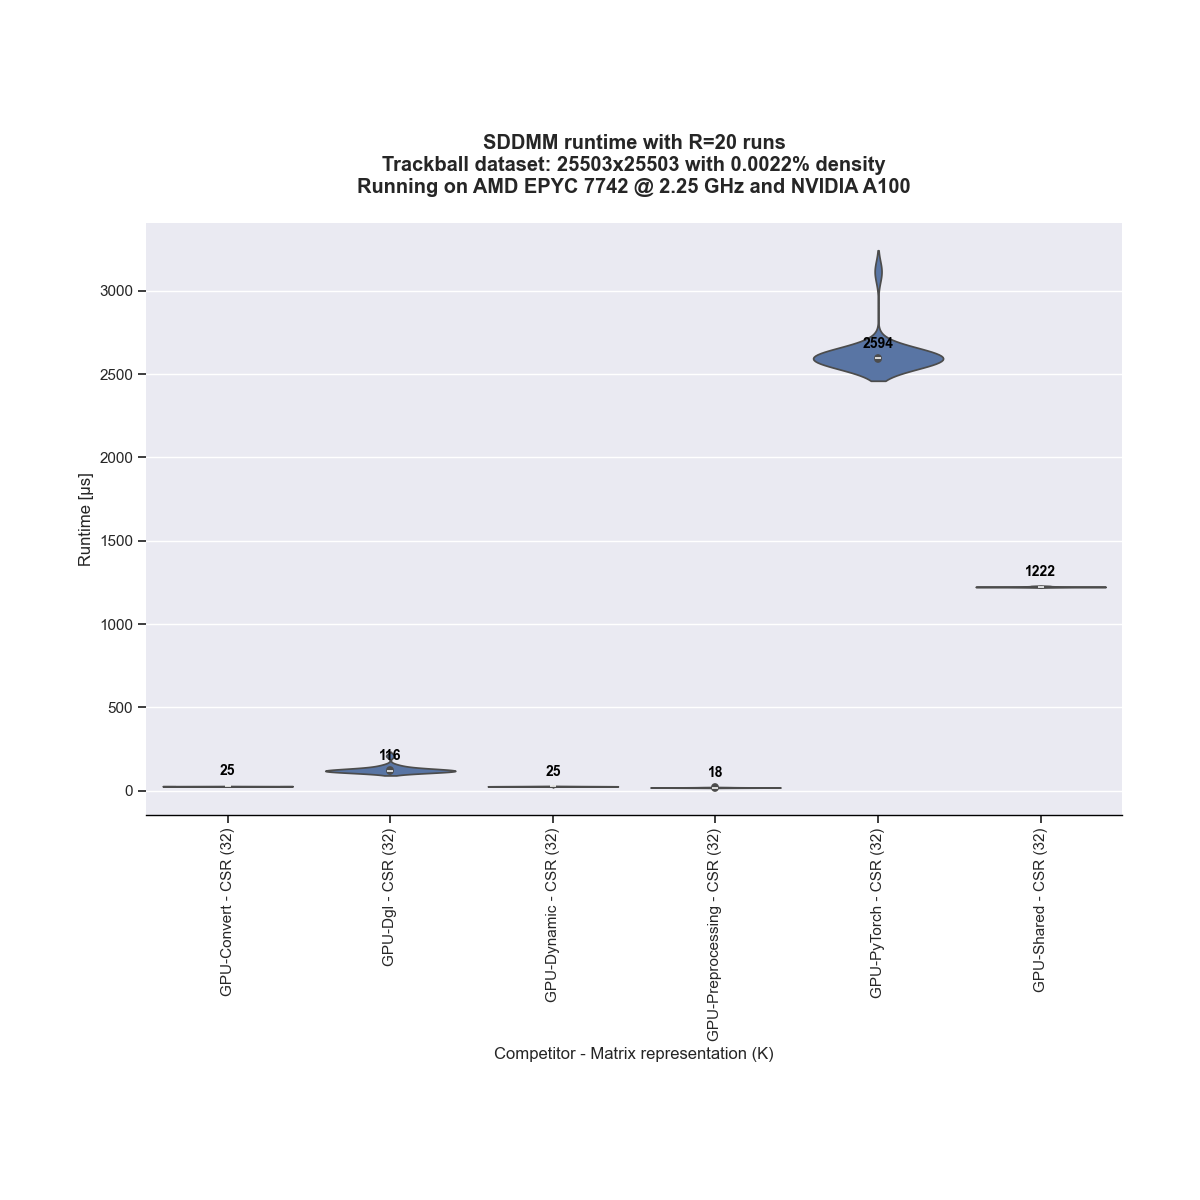 SDDMM runtime with R=20 runs
Trackball dataset: 25503x25503 with 0.0022% density
Running on AMD EPYC 7742 @ 2.25 GHz and NVIDIA A100
Runtime [µs]
3000
2500
2000
1500
1000
500
0
25
116
25
18
2594
1222
GPU-Convert - CSR (32)
GPU-Dgl - CSR (32)
GPU-Dynamic - CSR (32)
GPU-Preprocessing - CSR (32)
GPU-PyTorch - CSR (32)
GPU-Shared - CSR (32)
Competitor - Matrix representation (K)